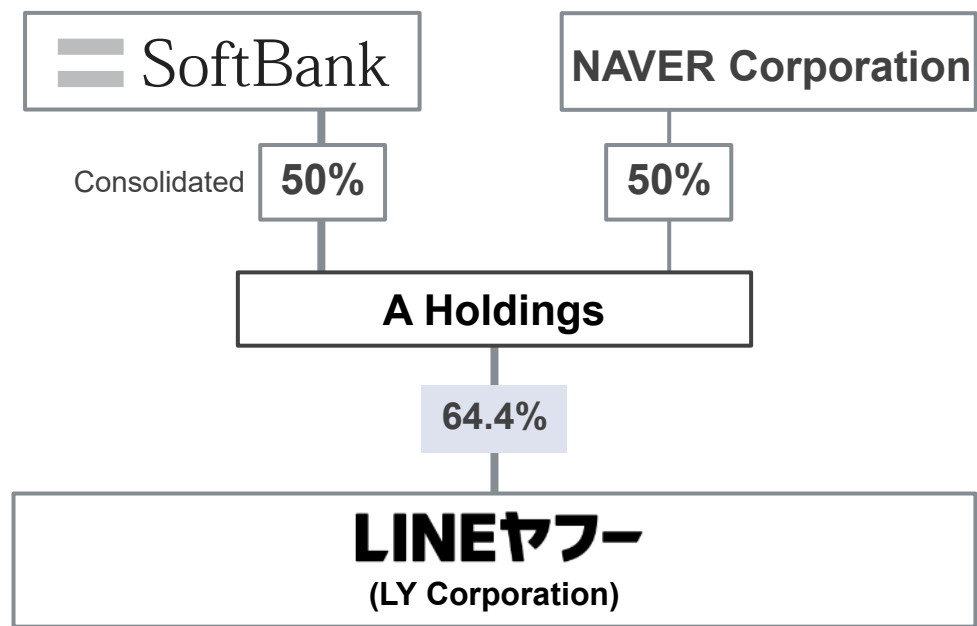 SoftBank
NAVER Corporation
Consolidated
50%
50%
A Holdings
64.4%
LINEヤフー
(LY Corporation)